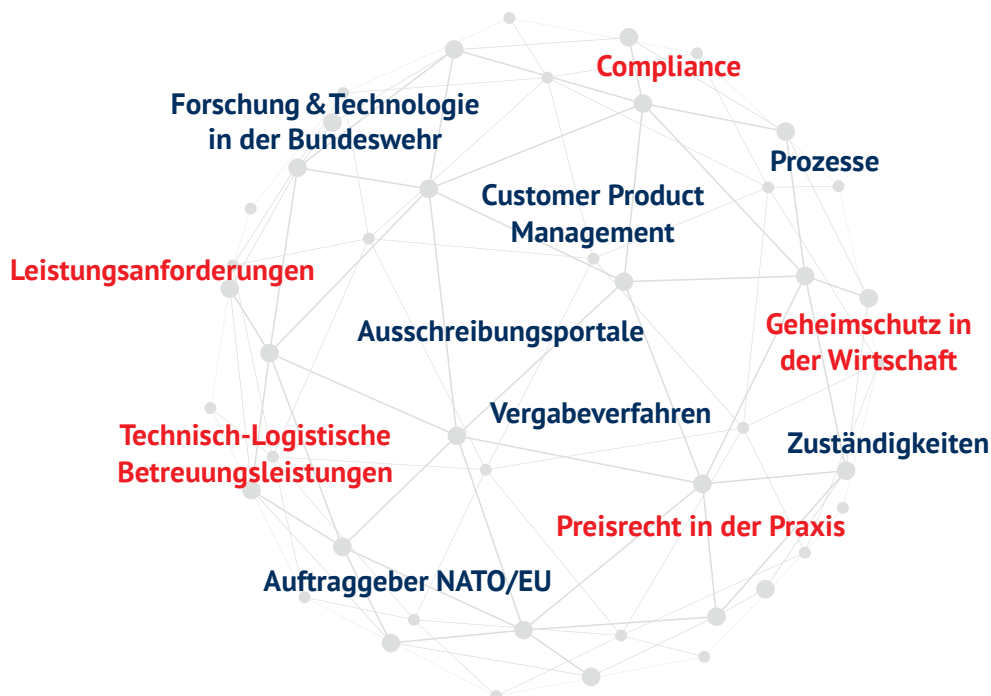 Compliance
Forschung & Technologie
in der Bundeswehr
Prozesse
Customer Product
Management
Leistungsanforderungen
Geheimschutz in
der Wirtschaft
Ausschreibungsportale
Vergabeverfahren
Technisch-Logistische
Betreuungsleistungen
Zuständigkeiten
Preisrecht in der Praxis
Auftraggeber NATO/EU